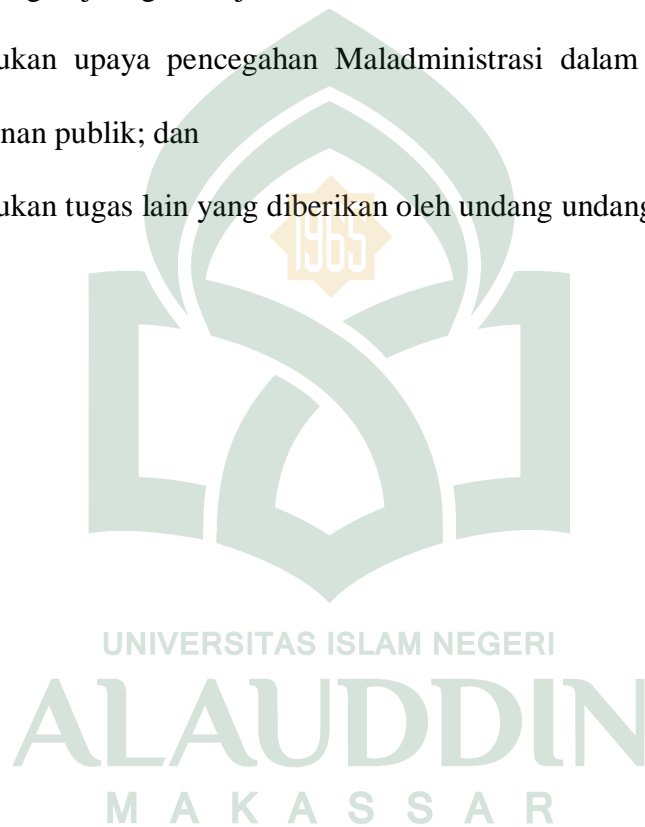 ukan upaya pencegahan Maladministrasi dalam
nan publik; dan
ukan tugas lain yang diberikan oleh undang undang
1965
UNIVERSITAS ISLAM NEGERI
ALAUDDIN
MAKASSAR